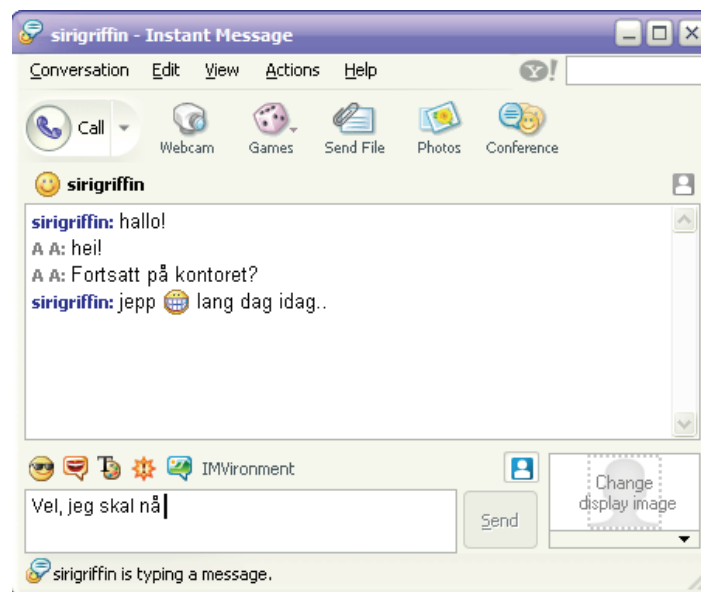 sirigriffin - Instant Message
Conversation Edit View Actions Help
Y!
Call Webcam Games Send File Photos Conference
sirigriffin
sirigriffin: hallo!
A A: hei!
A A: Fortsatt på kontoret?
sirigriffin: jepp lang dag idag..
IMVironment
Vel, jeg skal nå
Send
Change
display image
sirigriffin is typing a message.